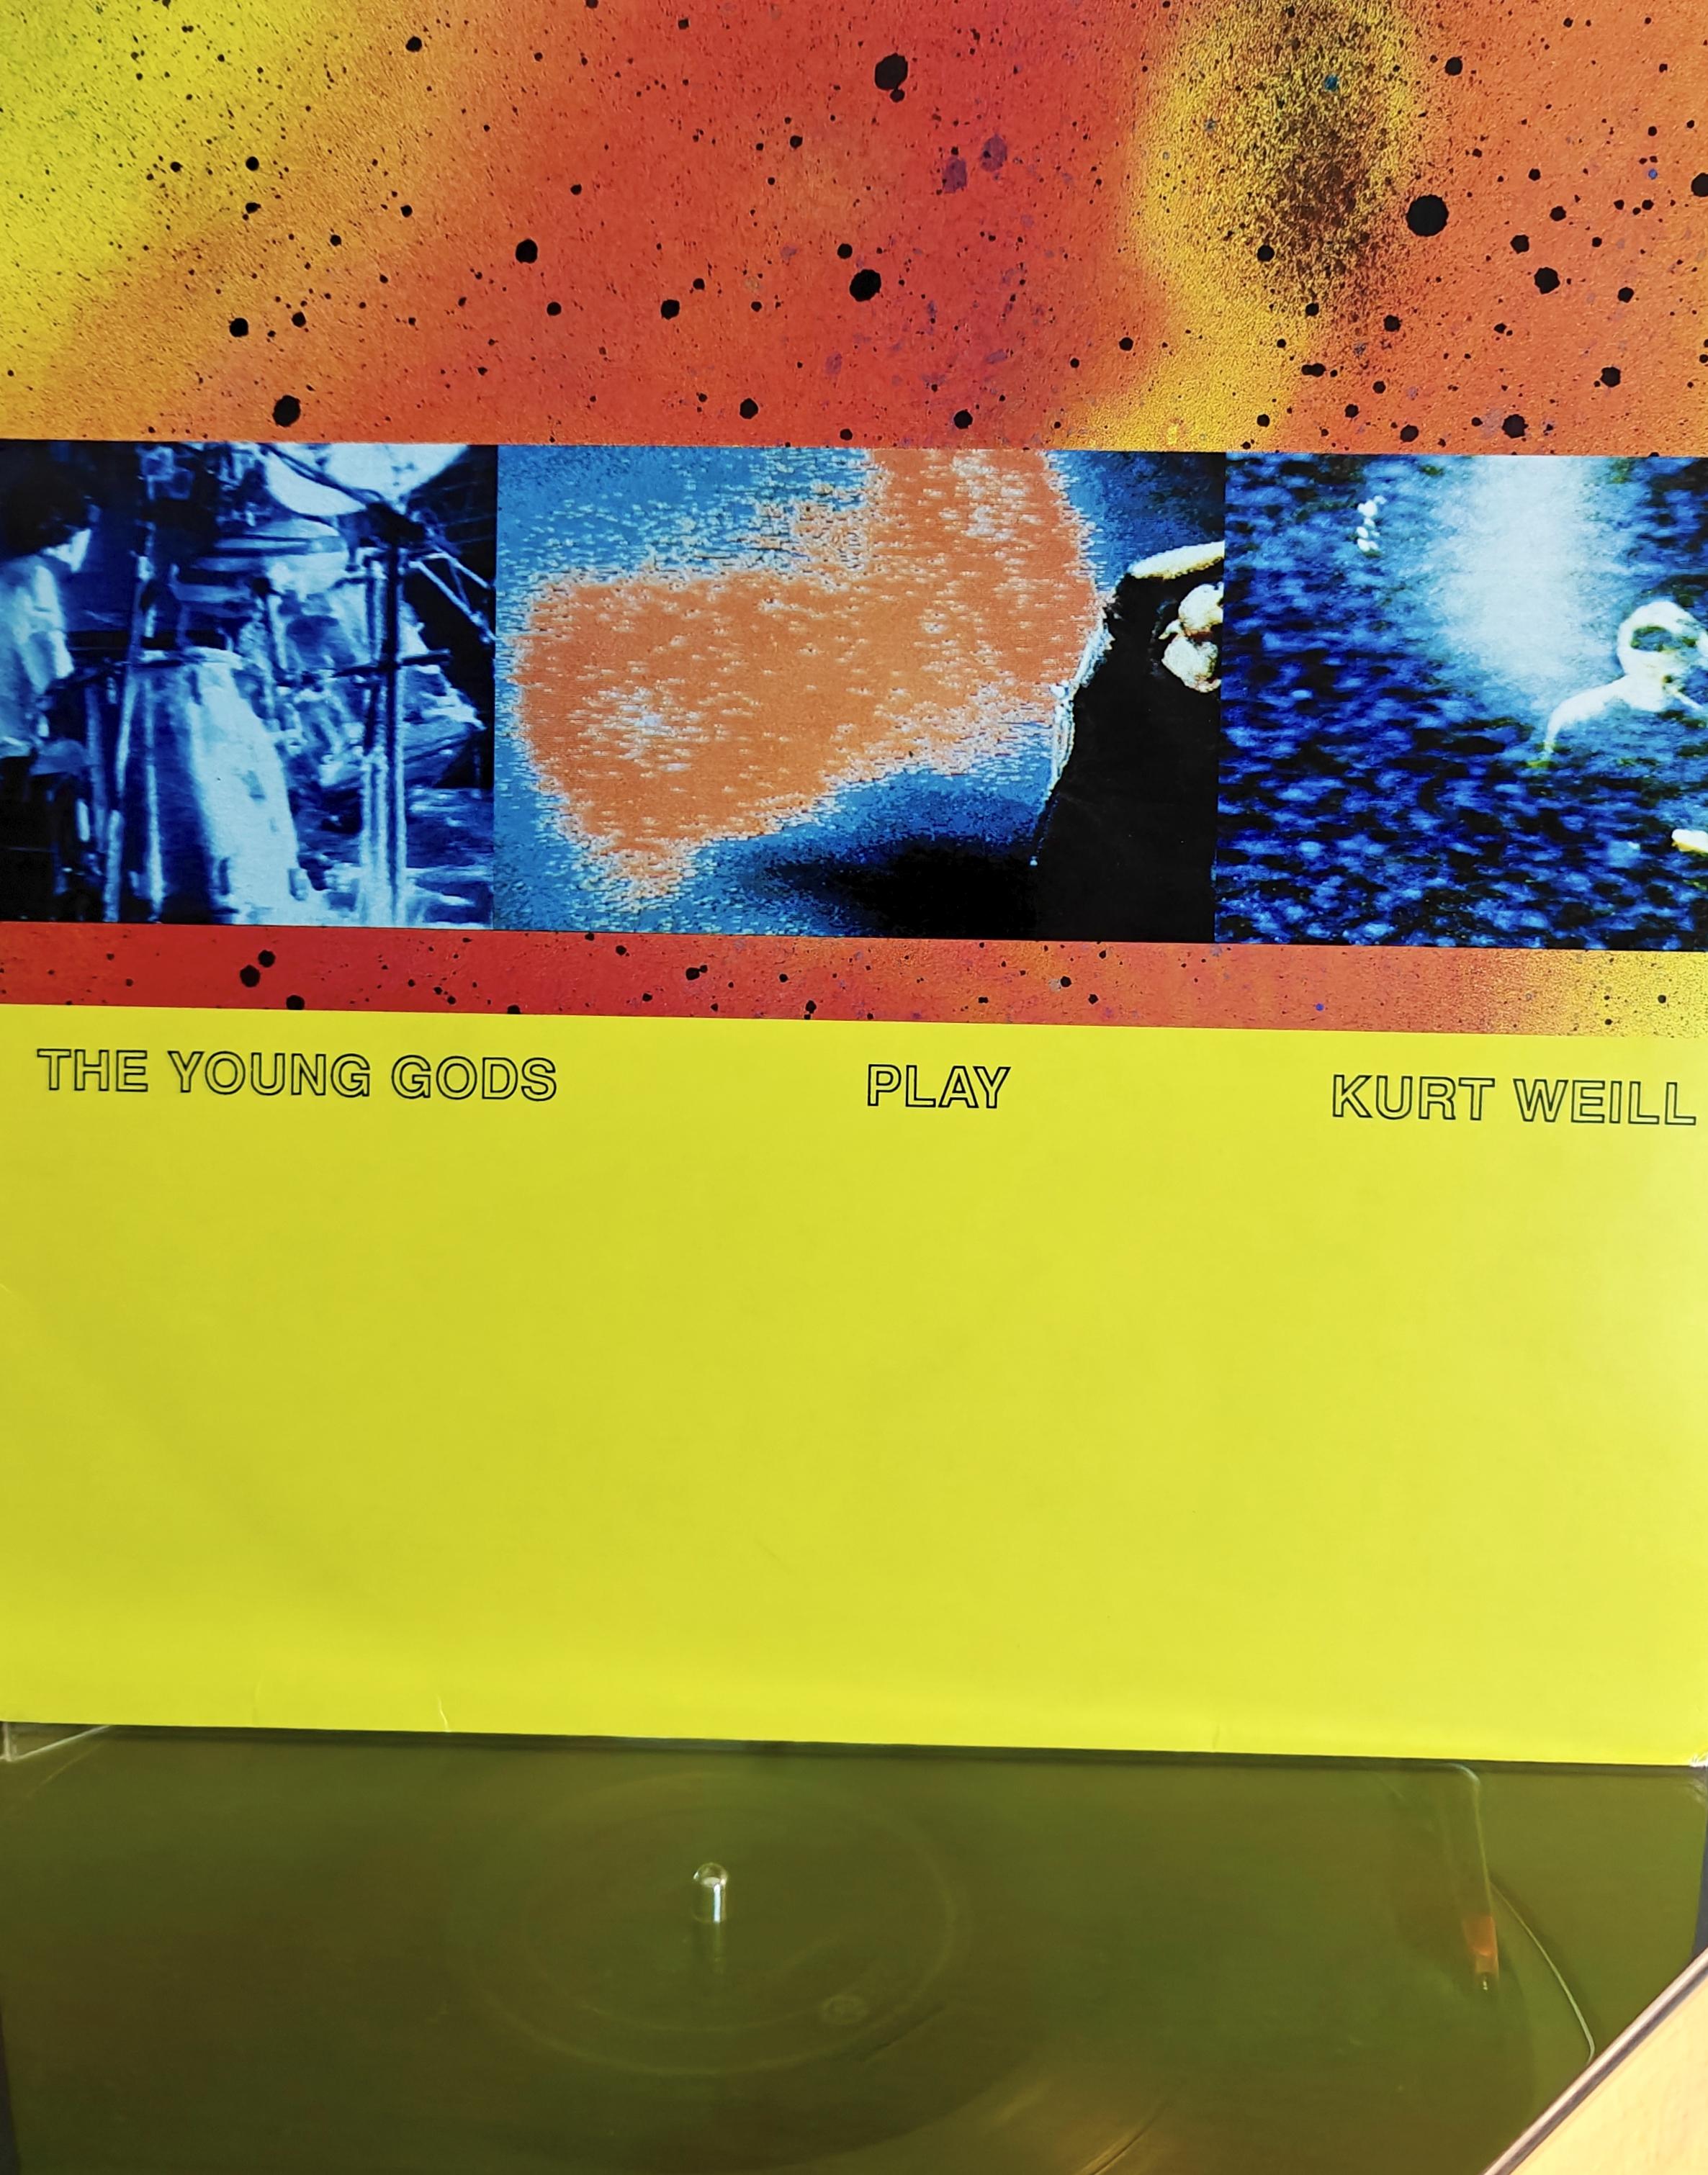 THE YOUNG GODS PLAY KURT WEILL